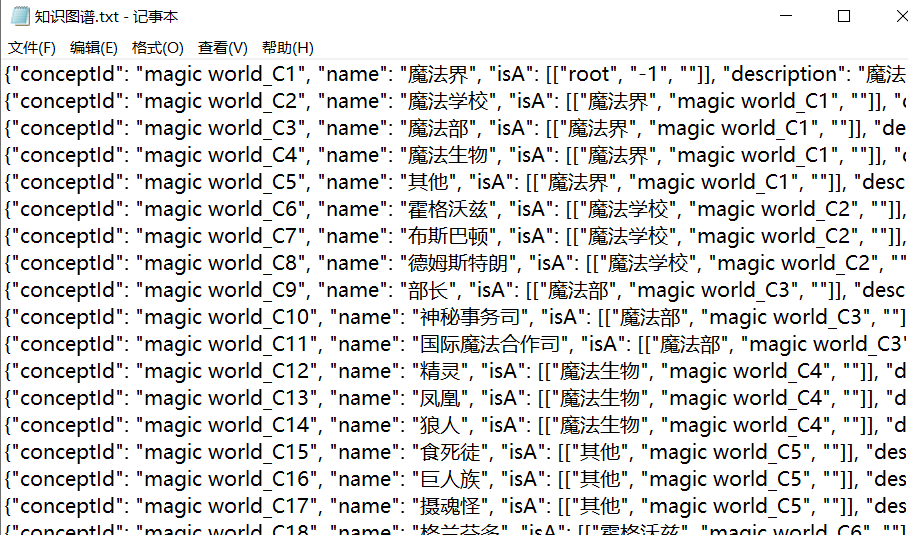 知识图谱.txt - 记事本
文件(F) 编辑(E) 格式(O) 查看(V) 帮助(H)
{"conceptId": "magic world_C1", "name": "魔法界", "isA": [["root", "-1", ""]], "description": "魔法
{"conceptId": "magic world_C2", "name": "魔法学校", "isA": [["魔法界", "magic world_C1", ""]], "
{"conceptId": "magic world_C3", "name": "魔法部", "isA": [["魔法界", "magic world_C1", ""]], "de
{"conceptId": "magic world_C4", "name": "魔法生物", "isA": [["魔法界", "magic world_C1", ""]], "
{"conceptId": "magic world_C5", "name": "其他", "isA": [["魔法界", "magic world_C1", ""]], "desc
{"conceptId": "magic world_C6", "name": "霍格沃兹", "isA": [["魔法学校", "magic world_C2", ""]],
{"conceptId": "magic world_C7", "name": "布斯巴顿", "isA": [["魔法学校", "magic world_C2", ""]],
{"conceptId": "magic world_C8", "name": "德姆斯特朗", "isA": [["魔法学校", "magic world_C2", ""
{"conceptId": "magic world_C9", "name": "部长", "isA": [["魔法部", "magic world_C3", ""]], "desc
{"conceptId": "magic world_C10", "name": "神秘事务司", "isA": [["魔法部", "magic world_C3", ""]
{"conceptId": "magic world_C11", "name": "国际魔法合作司", "isA": [["魔法部", "magic world_C3"
{"conceptId": "magic world_C12", "name": "精灵", "isA": [["魔法生物", "magic world_C4", ""]], "d
{"conceptId": "magic world_C13", "name": "凤凰", "isA": [["魔法生物", "magic world_C4", ""]], "d
{"conceptId": "magic world_C14", "name": "狼人", "isA": [["魔法生物", "magic world_C4", ""]], "d
{"conceptId": "magic world_C15", "name": "食死徒", "isA": [["其他", "magic world_C5", ""]], "des
{"conceptId": "magic world_C16", "name": "巨人族", "isA": [["其他", "magic world_C5", ""]], "des
{"conceptId": "magic world_C17", "name": "摄魂怪", "isA": [["其他", "magic world_C5", ""]], "des
{"conceptId": "magic world_C18", "name": "格兰芬多", "isA": [["霍格沃兹", "magic world_C6", ""]